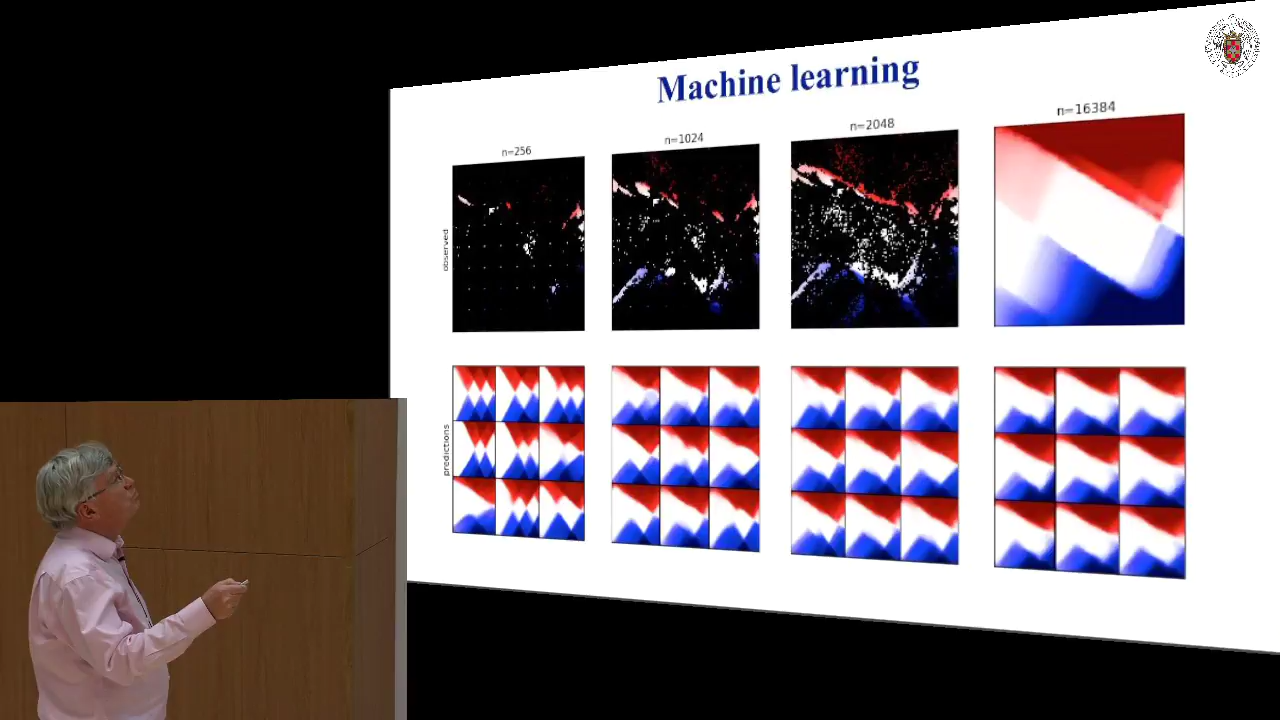 Machine learning
n=256
n=1024
n=2048
n=16384
observed
predictions